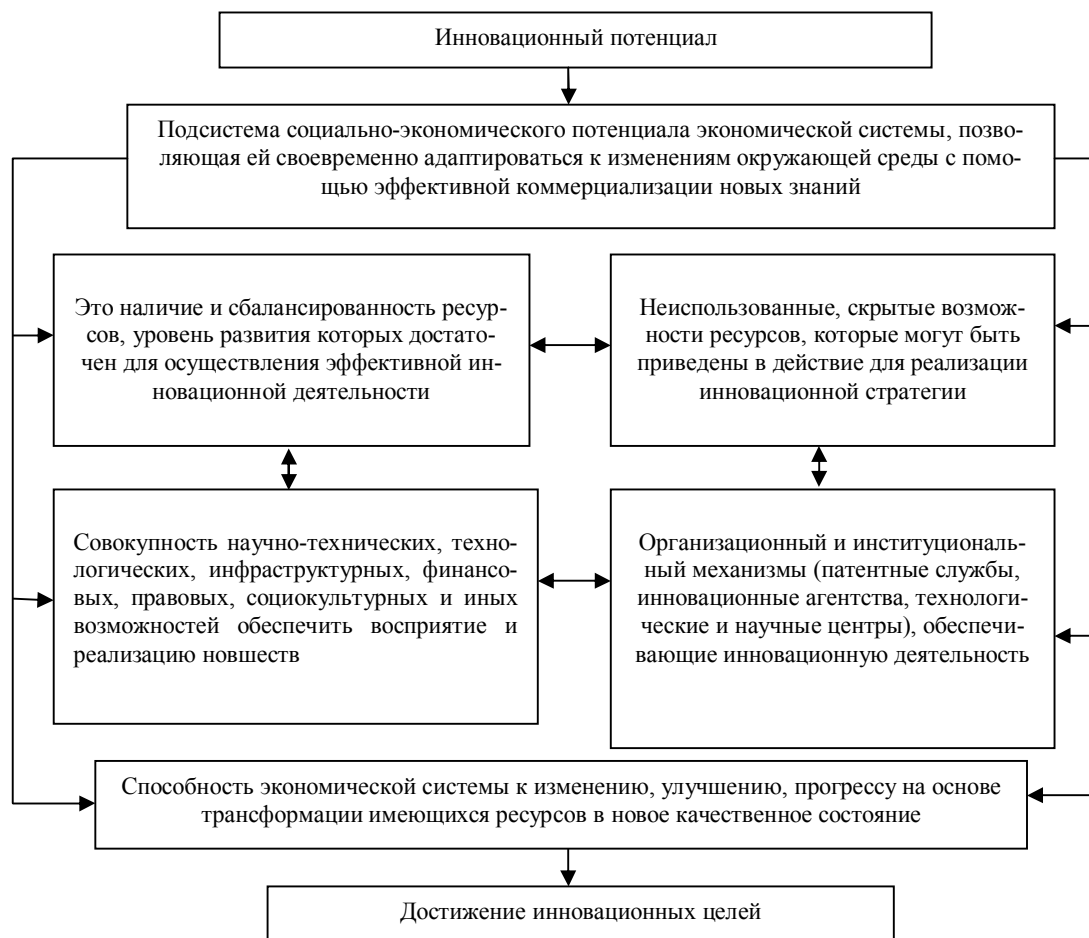 Инновационный потенциал
Подсистема социально-экономического потенциала экономической системы, позво-
ляющая ей своевременно адаптироваться к изменениям окружающей среды с помо-
щью эффективной коммерциализации новых знаний
Это наличие и сбалансированность ресур-
сов, уровень развития которых достато-
чен для осуществления эффективной ин-
новационной деятельности
Неиспользованные, скрытые возмож-
ности ресурсов, которые могут быть
приведены в действие для реализации
инновационной стратегии
Совокупность научно-технических, техно-
логических, инфраструктурных, финансо-
вых, правовых, социокультурных и иных
возможностей обеспечить восприятие и
реализацию новшеств
Организационный и институциональ-
ный механизмы (патентные службы,
инновационные агентства, технологи-
ческие и научные центры), обеспечи-
вающие инновационную деятельность
Способность экономической системы к изменению, улучшению, прогрессу на основе
трансформации имеющихся ресурсов в новое качественное состояние
Достижение инновационных целей